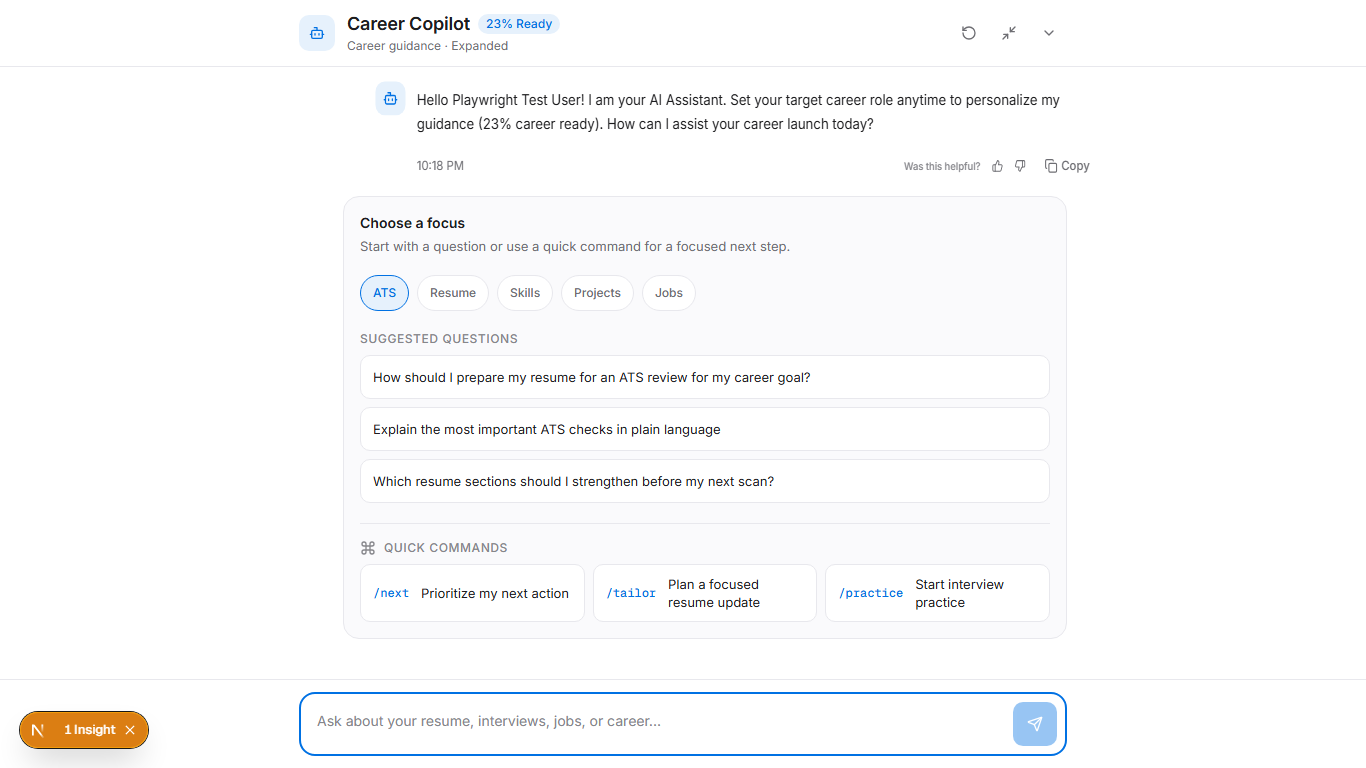 Career Copilot 23% Ready
Career guidance · Expanded
Hello Playwright Test User! I am your AI Assistant. Set your target career role anytime to personalize my
guidance (23% career ready). How can I assist your career launch today?
10:18 PM
Was this helpful?
Copy
Choose a focus
Start with a question or use a quick command for a focused next step.
ATS
Resume
Skills
Projects
Jobs
SUGGESTED QUESTIONS
How should I prepare my resume for an ATS review for my career goal?
Explain the most important ATS checks in plain language
Which resume sections should I strengthen before my next scan?
QUICK COMMANDS
/next Prioritize my next action
/tailor Plan a focused
resume update
/practice Start interview
practice
Ask about your resume, interviews, jobs, or career...
N 1 Insight